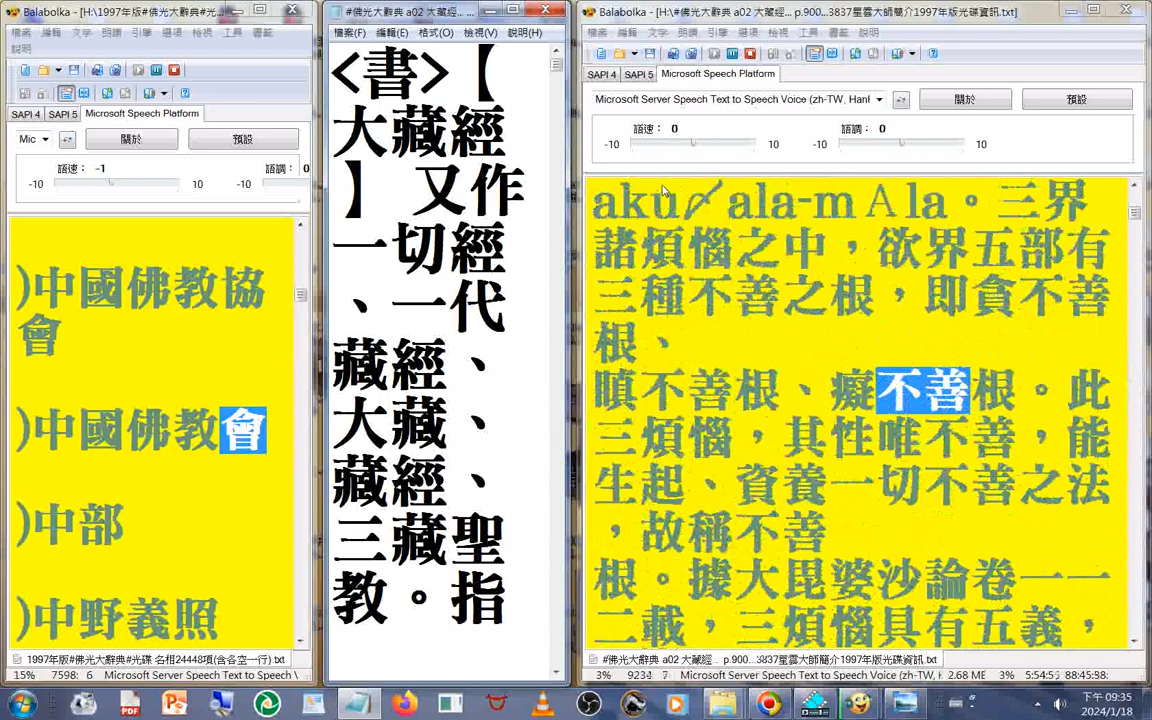 Balabolka - [H:\1997年版#佛光大辭典#光...
檔案 編輯 文字 朗讀 引擎 選項 檢視 工具 書籤
說明
SAPI 4 SAPI 5 Microsoft Speech Platform
Mic
關於
預設
語速： -1
語調： 0
-10 10 -10
)中國佛教協
會
)中國佛教會
)中部
)中野義照
1997年版#佛光大辭典#光碟 名相24448項(含各空一行).txt
15% 7598: 6 Microsoft Server Speech Text to Speech V
#佛光大辭典 a02 大藏經... ...
檔案(F) 編輯(E) 格式(O) 檢視(V) 說明(H)
<書>【
大藏經
】 又作
一切經
、一代
藏經、
大藏、
藏經、
三藏聖
教。指
Balabolka - [H:\#佛光大辭典 a02 大藏經... p.900...3837星雲大師簡介1997年版光碟資訊.txt]
檔案 編輯 文字 朗讀 引擎 選項 檢視 工具 書籤 說明
SAPI 4 SAPI 5 Microsoft Speech Platform
Microsoft Server Speech Text to Speech Voice (zh-TW, Hanl
關於
預設
語速： 0
語調： 0
-10 10 -10 10
aku〆ala-mＡla。三界
諸煩惱之中，欲界五部有
三種不善之根，即貪不善
根、
瞋不善根、癡不善根。此
三煩惱，其性唯不善，能
生起、資養一切不善之法
，故稱不善
根。據大毘婆沙論卷一一
二載，三煩惱具有五義，
#佛光大辭典 a02 大藏經... p.900...3837星雲大師簡介1997年版光碟資訊.txt
3% 9234: 7 Microsoft Server Speech Text to Speech Voice (zh-TW, H 2.68 ME 3% 5:54:5 88:45:58:
下午 09:35
2024/1/18